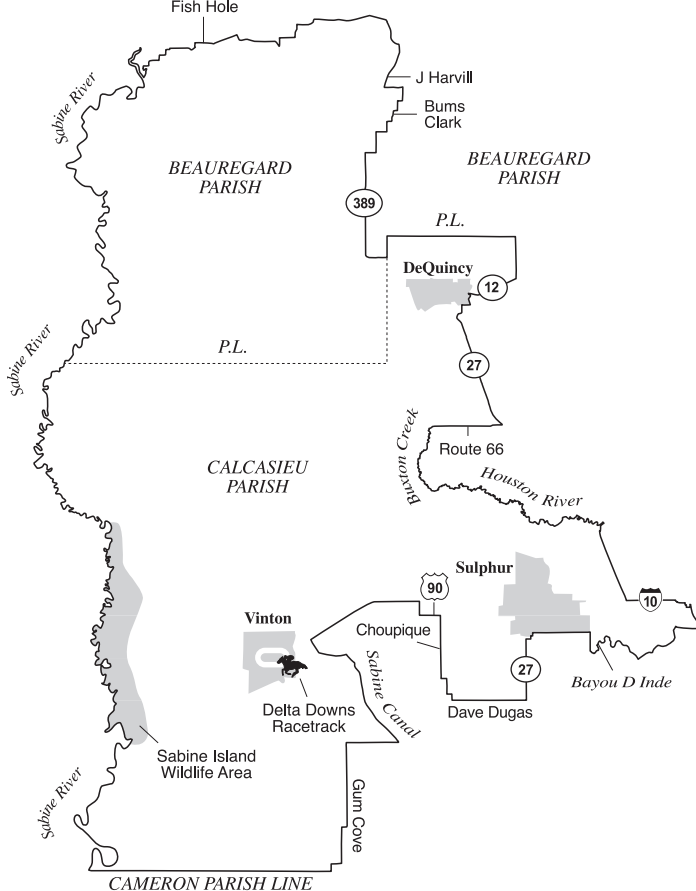 Fish Hole
J Harvill
Sabine River
Bums
Clark
BEAUREGARD
PARISH
BEAUREGARD
PARISH
389
P.L.
DeQuincy
12
Sabine River
P.L.
27
Buxton Creek
Route 66
CALCASIEU
PARISH
Houston River
Sulphur
90
10
Vinton
Choupique
Sabine Canal
27
Bayou D Inde
Delta Downs
Racetrack
Dave Dugas
Sabine Island
Wildlife Area
Sabine River
Gum Cove
CAMERON PARISH LINE